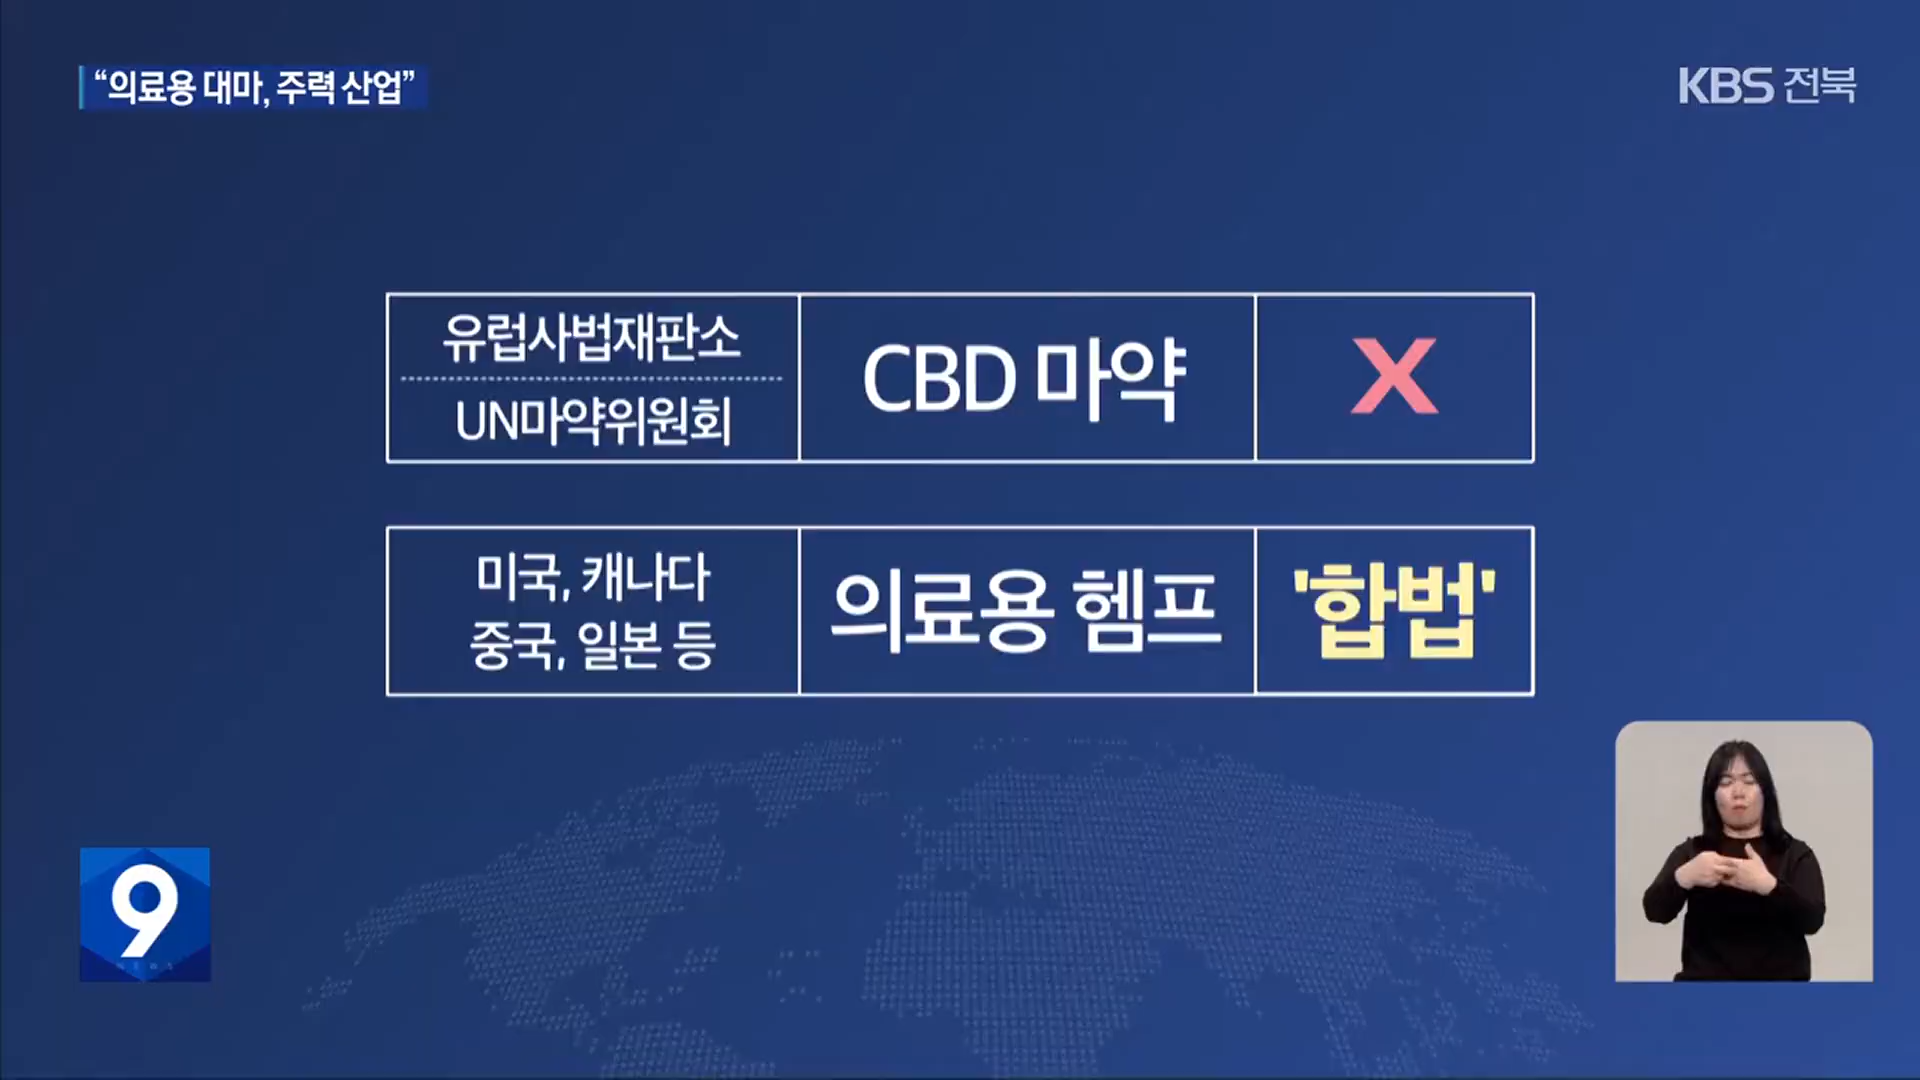 “의료용 대마, 주력 산업”
KBS 전북
유럽사법재판소
UN마약위원회
CBD 마약
X
미국, 캐나다
중국, 일본 등
의료용 헴프
'합법'
9
NEWS